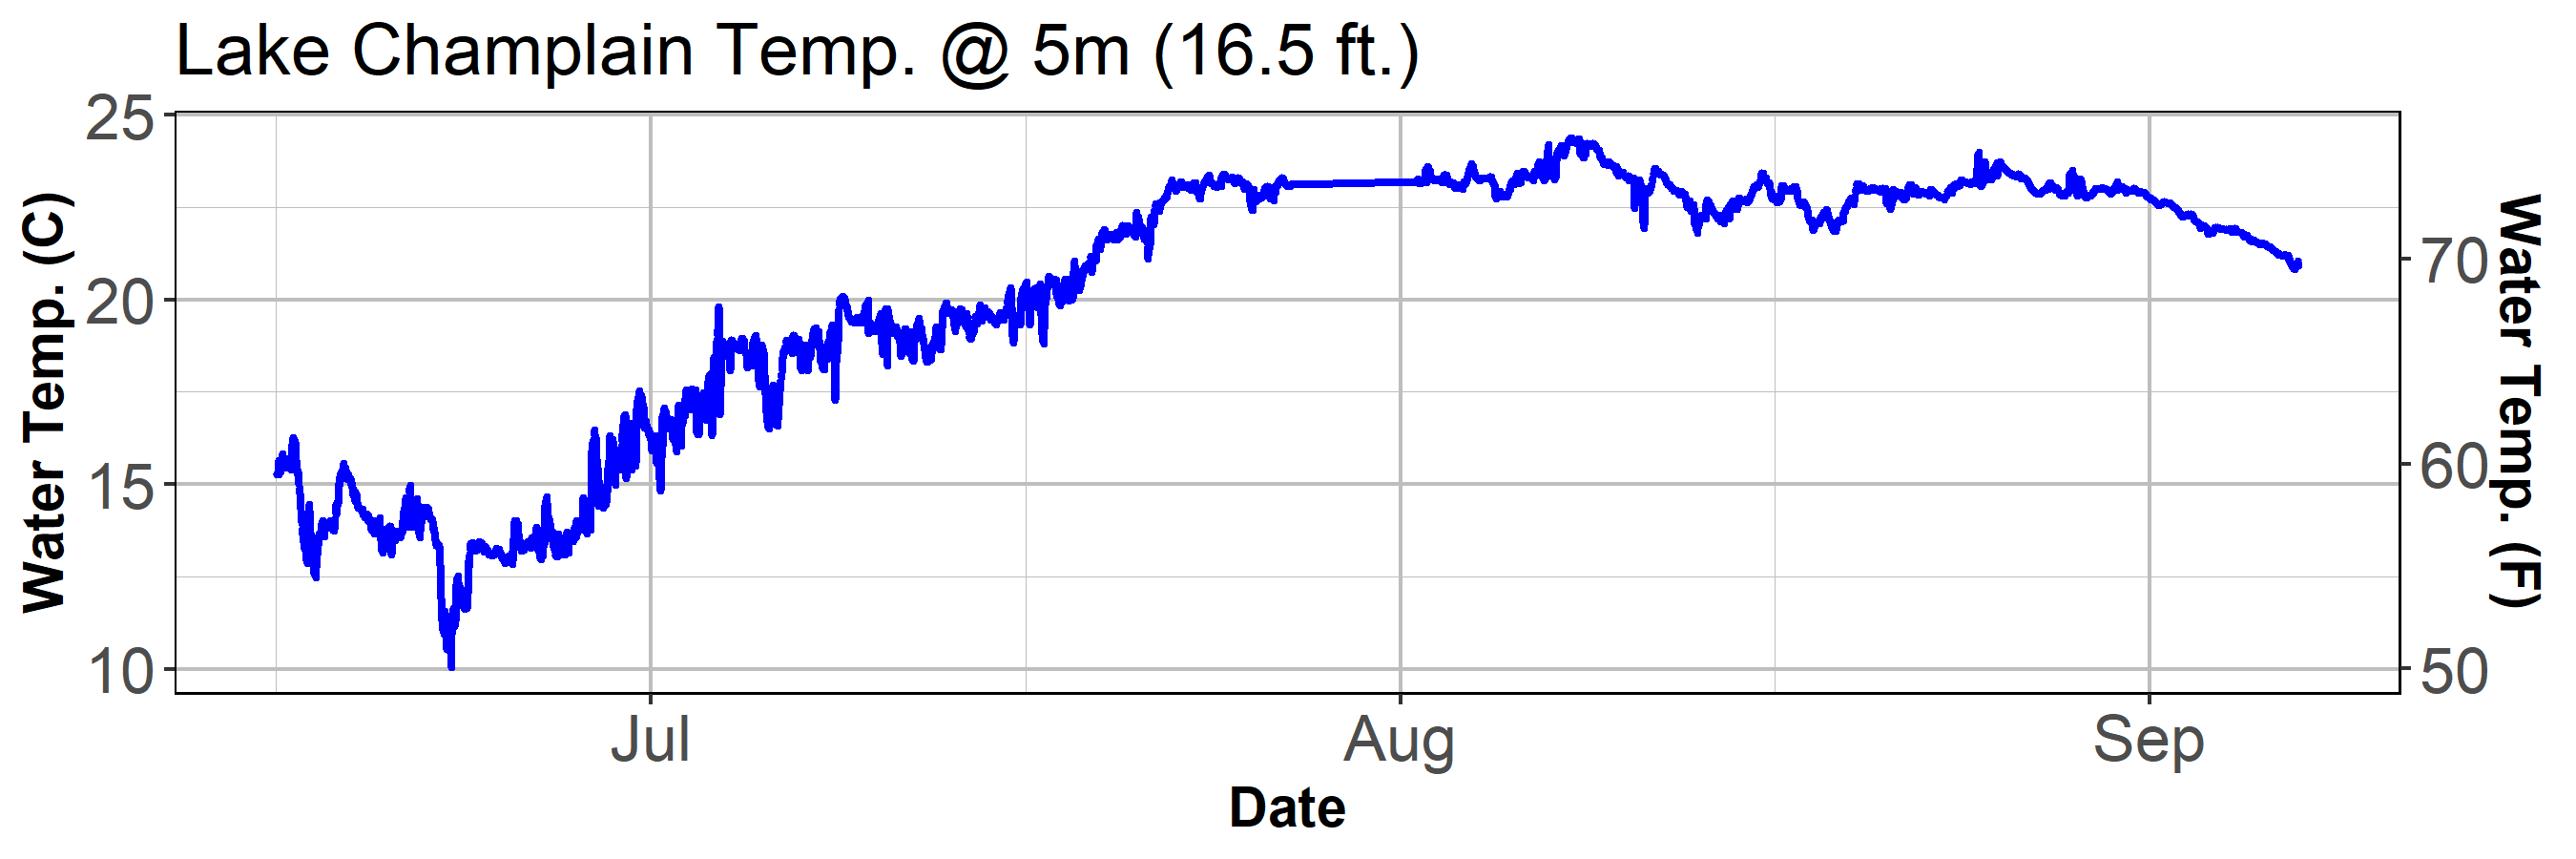 Lake Champlain Temp. @ 5m (16.5 ft.)
25
20
15
10
Water Temp. (C)
70
60
50
Water Temp. (F)
Jul
Aug
Sep
Date